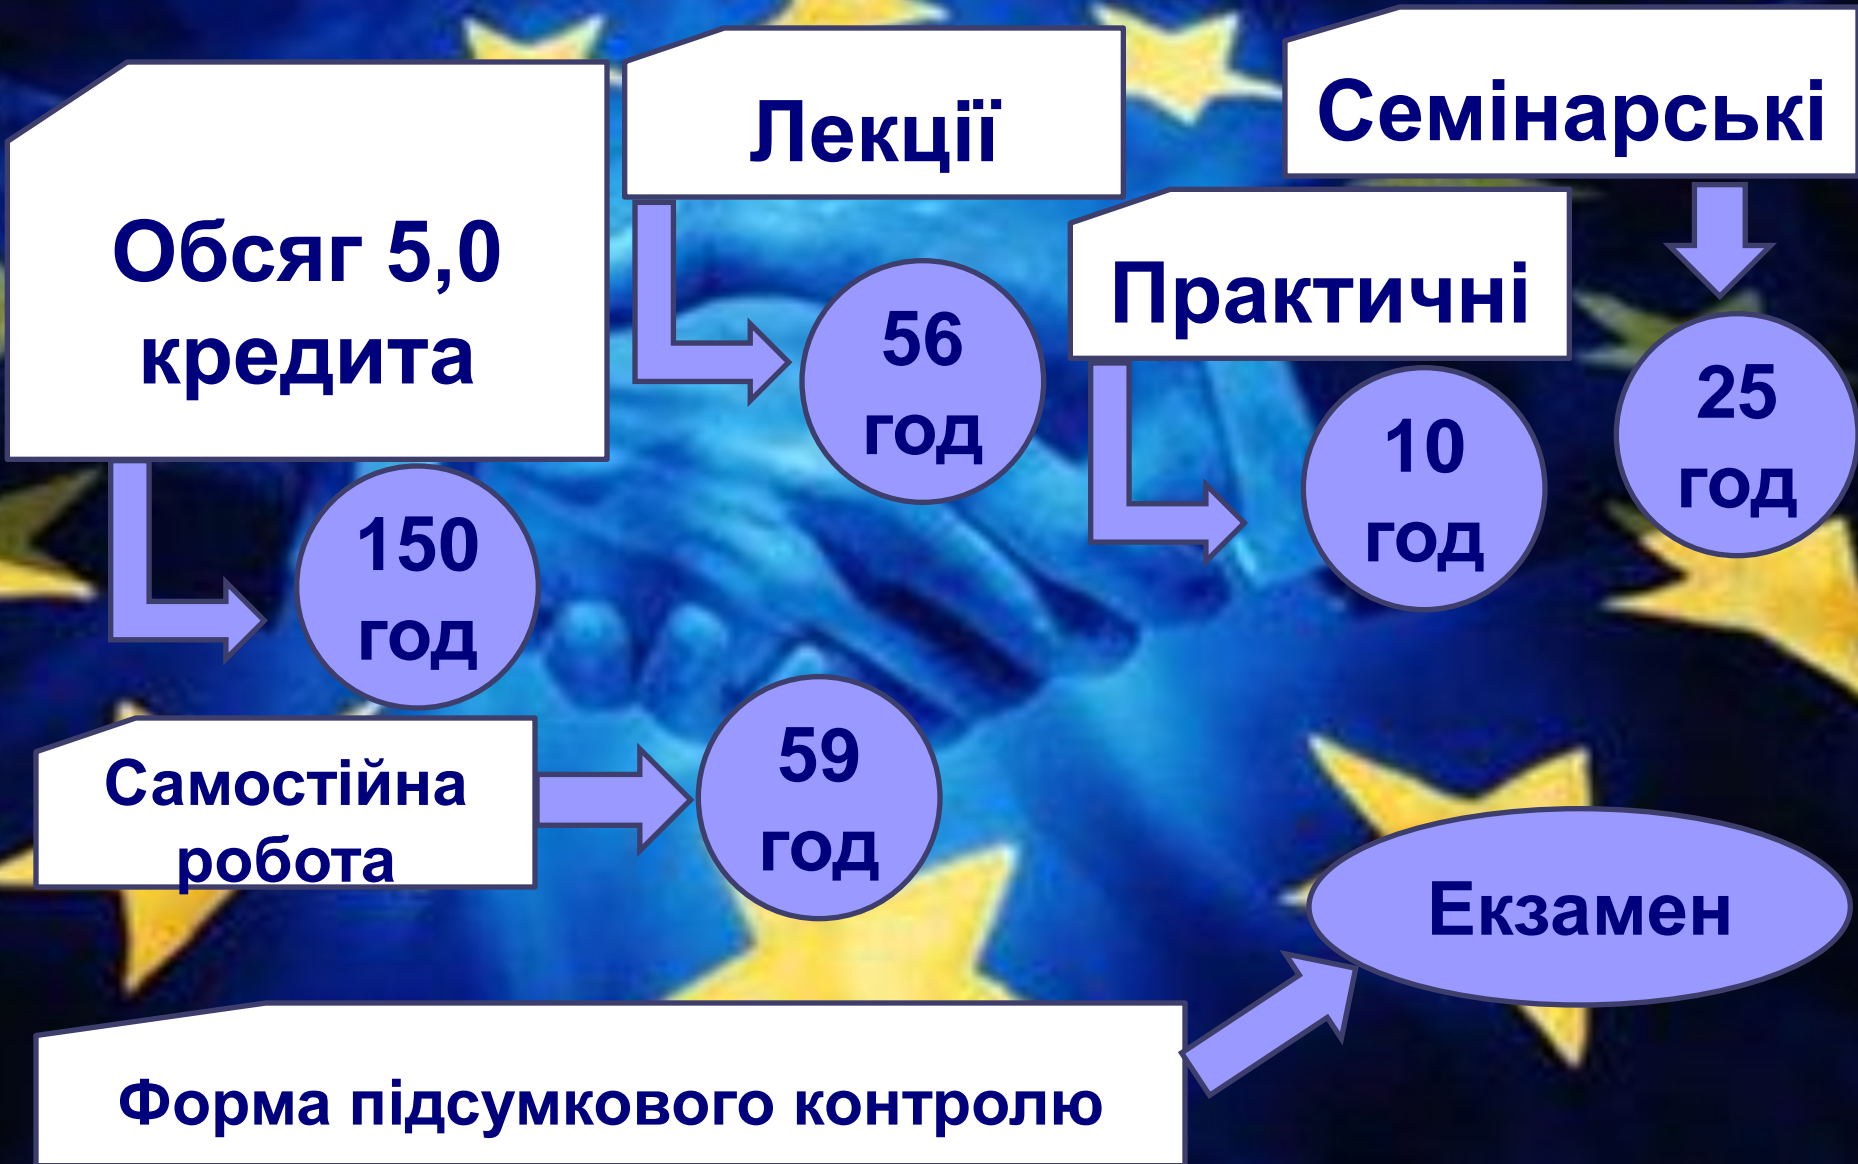 Обсяг 5,0
кредита
150
год
Лекції
56
год
Практичні
10
год
Семінарські
25
год
Самостійна
робота
59
год
Форма підсумкового контролю
Екзамен